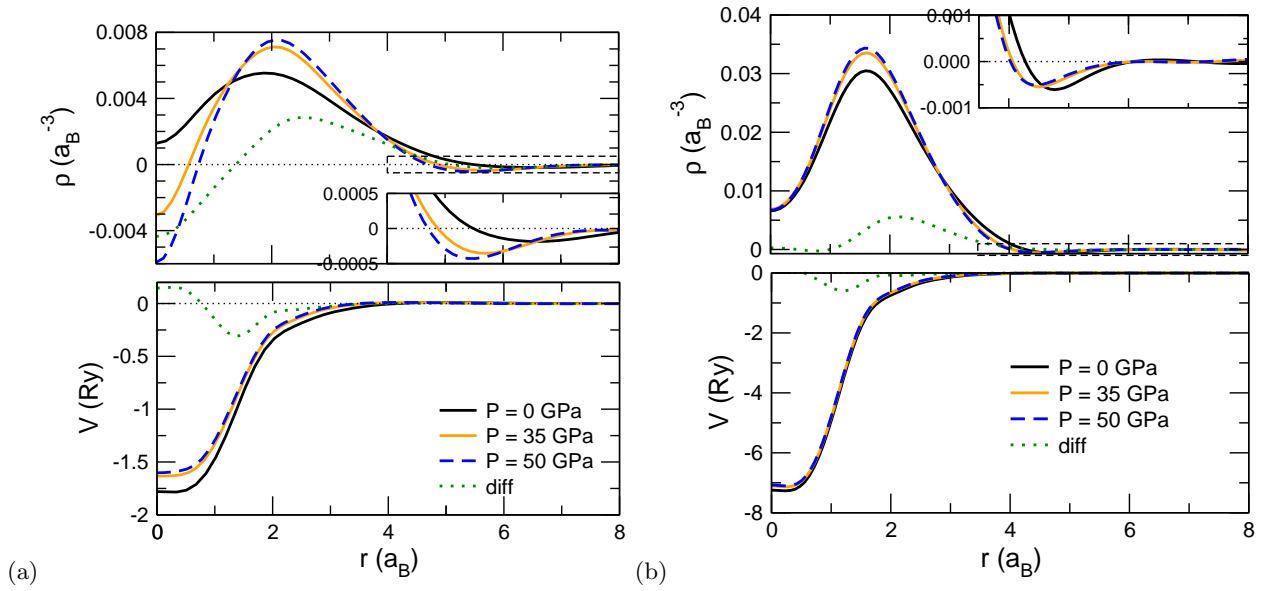 0.008
0.004
0
-0.004
ρ (a_B^-3)
0.0005
0
-0.0005
0
-0.5
-1
-1.5
-2
V (Ry)
P = 0 GPa
P = 35 GPa
P = 50 GPa
diff
0 2 4 6 8
r (a_B)
(a)
0.04
0.03
0.02
0.01
0
ρ (a_B^-3)
0.001
0.000
-0.001
0
-2
-4
-6
-8
V (Ry)
P = 0 GPa
P = 35 GPa
P = 50 GPa
diff
0 2 4 6 8
r (a_B)
(b)